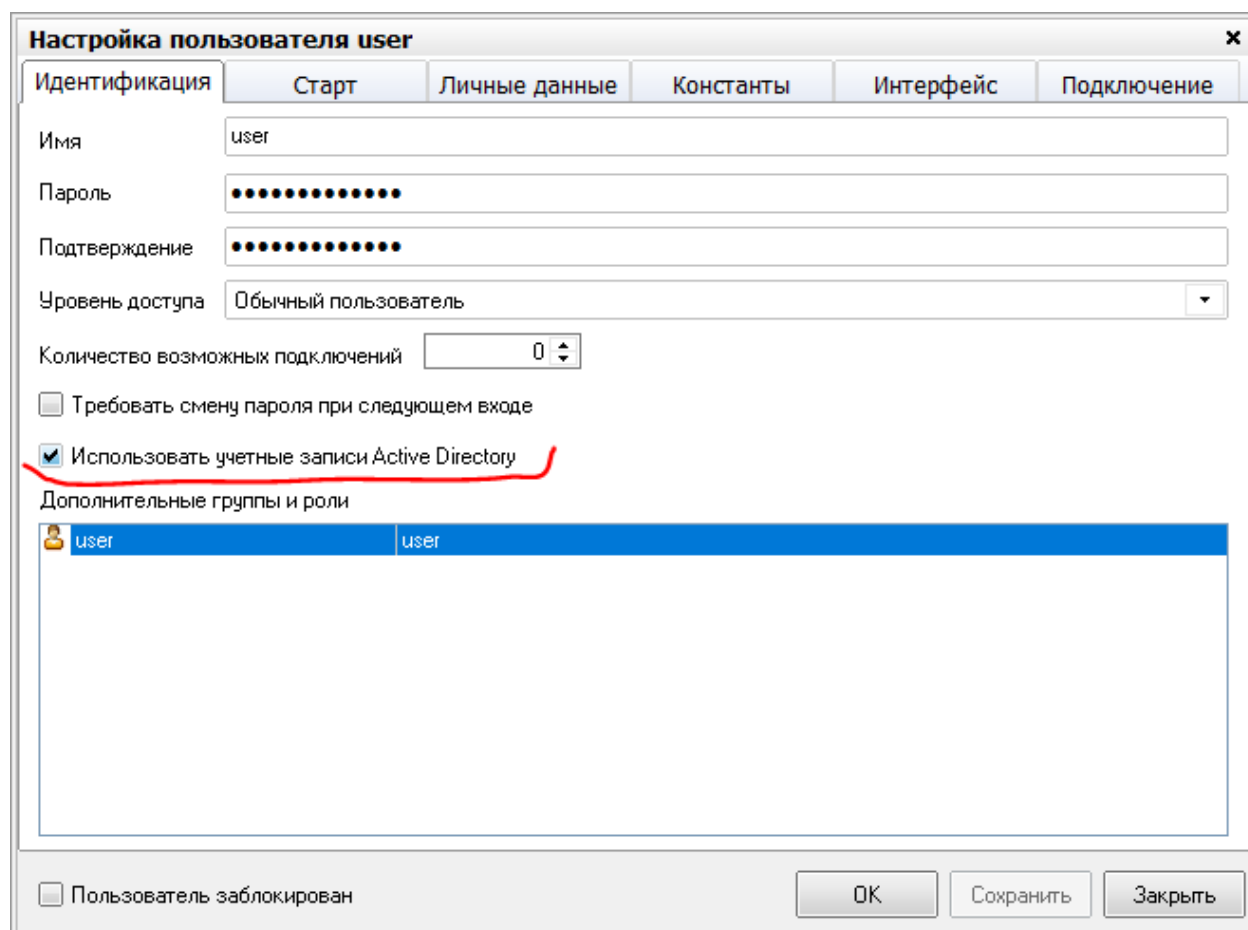 Настройка пользователя user
Идентификация Старт Личные данные Константы Интерфейс Подключение
Имя user
Пароль •••••••••••••
Подтверждение •••••••••••••
Уровень доступа Обычный пользователь
Количество возможных подключений 0
Требовать смену пароля при следующем входе
Использовать учетные записи Active Directory
Дополнительные группы и роли
user user
Пользователь заблокирован OK Сохранить Закрыть